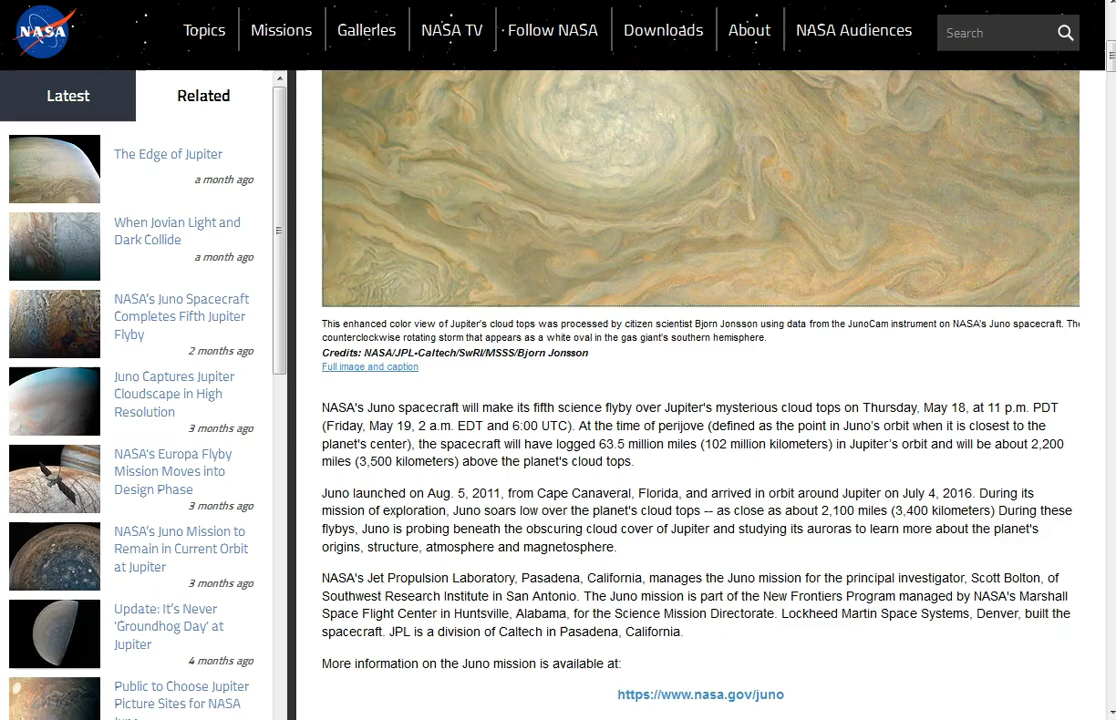 NASA
Topics
Missions
Galleries
NASA TV
Follow NASA
Downloads
About
NASA Audiences
Search
Latest
Related
The Edge of Jupiter
a month ago
When Jovian Light and
Dark Collide
a month ago
NASA's Juno Spacecraft
Completes Fifth Jupiter
Flyby
2 months ago
Juno Captures Jupiter
Cloudscape in High
Resolution
3 months ago
NASA's Europa Flyby
Mission Moves into
Design Phase
3 months ago
NASA's Juno Mission to
Remain in Current Orbit
at Jupiter
3 months ago
Update: It's Never
'Groundhog Day' at
Jupiter
4 months ago
Public to Choose Jupiter
Picture Sites for NASA
This enhanced color view of Jupiter's cloud tops was processed by citizen scientist Bjorn Jonsson using data from the JunoCam instrument on NASA's Juno spacecraft.
counterclockwise rotating storm that appears as a white oval in the gas giant's southern hemisphere.
Credits: NASA/JPL-Caltech/SwRI/MSSS/Bjorn Jonsson
Full image and caption
NASA's Juno spacecraft will make its fifth science flyby over Jupiter's mysterious cloud tops on Thursday, May 18, at 11 p.m. PDT
(Friday, May 19, 2 a.m. EDT and 6:00 UTC). At the time of perijove (defined as the point in Juno's orbit when it is closest to the
planet's center), the spacecraft will have logged 63.5 million miles (102 million kilometers) in Jupiter's orbit and will be about 2,200
miles (3,500 kilometers) above the planet's cloud tops.
Juno launched on Aug. 5, 2011, from Cape Canaveral, Florida, and arrived in orbit around Jupiter on July 4, 2016. During its
mission of exploration, Juno soars low over the planet's cloud tops -- as close as about 2,100 miles (3,400 kilometers) During these
flybys, Juno is probing beneath the obscuring cloud cover of Jupiter and studying its auroras to learn more about the planet's
origins, structure, atmosphere and magnetosphere.
NASA's Jet Propulsion Laboratory, Pasadena, California, manages the Juno mission for the principal investigator, Scott Bolton, of
Southwest Research Institute in San Antonio. The Juno mission is part of the New Frontiers Program managed by NASA's Marshall
Space Flight Center in Huntsville, Alabama, for the Science Mission Directorate. Lockheed Martin Space Systems, Denver, built the
spacecraft. JPL is a division of Caltech in Pasadena, California.
More information on the Juno mission is available at:
https://www.nasa.gov/juno